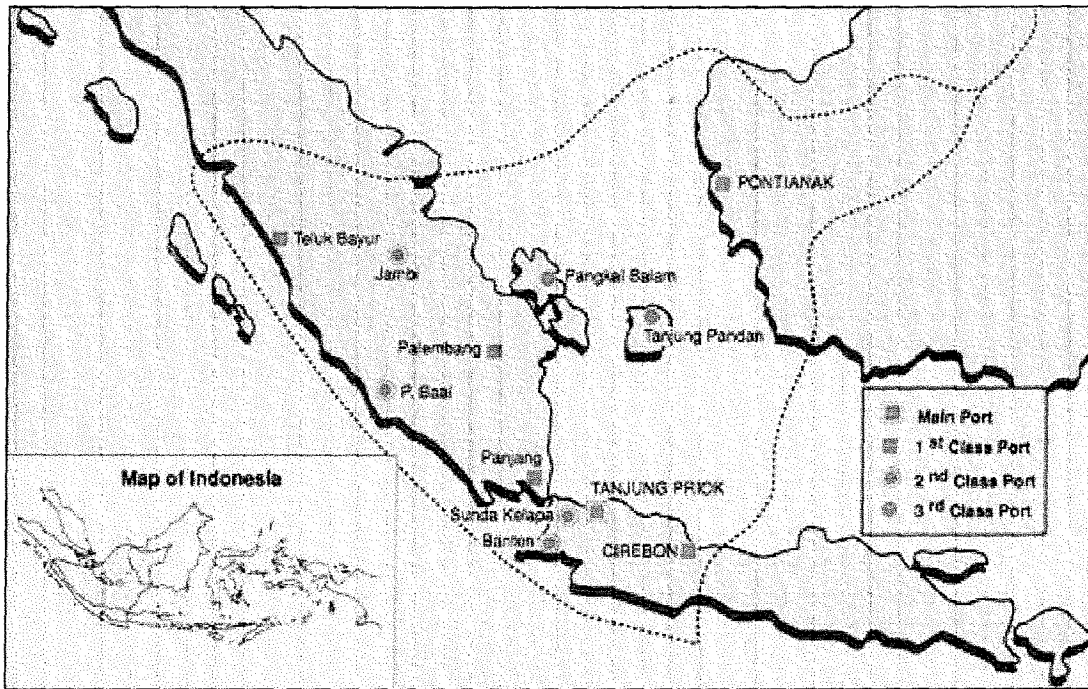 PONTIANAK
Teluk Bayur
Jambi
Pangkal Balam
Tanjung Pandan
Palembang
P. Baai
Panjang
TANJUNG PRIOK
Sunda Kelapa
Banten
CIREBON
Main Port
1st Class Port
2nd Class Port
3rd Class Port
Map of Indonesia